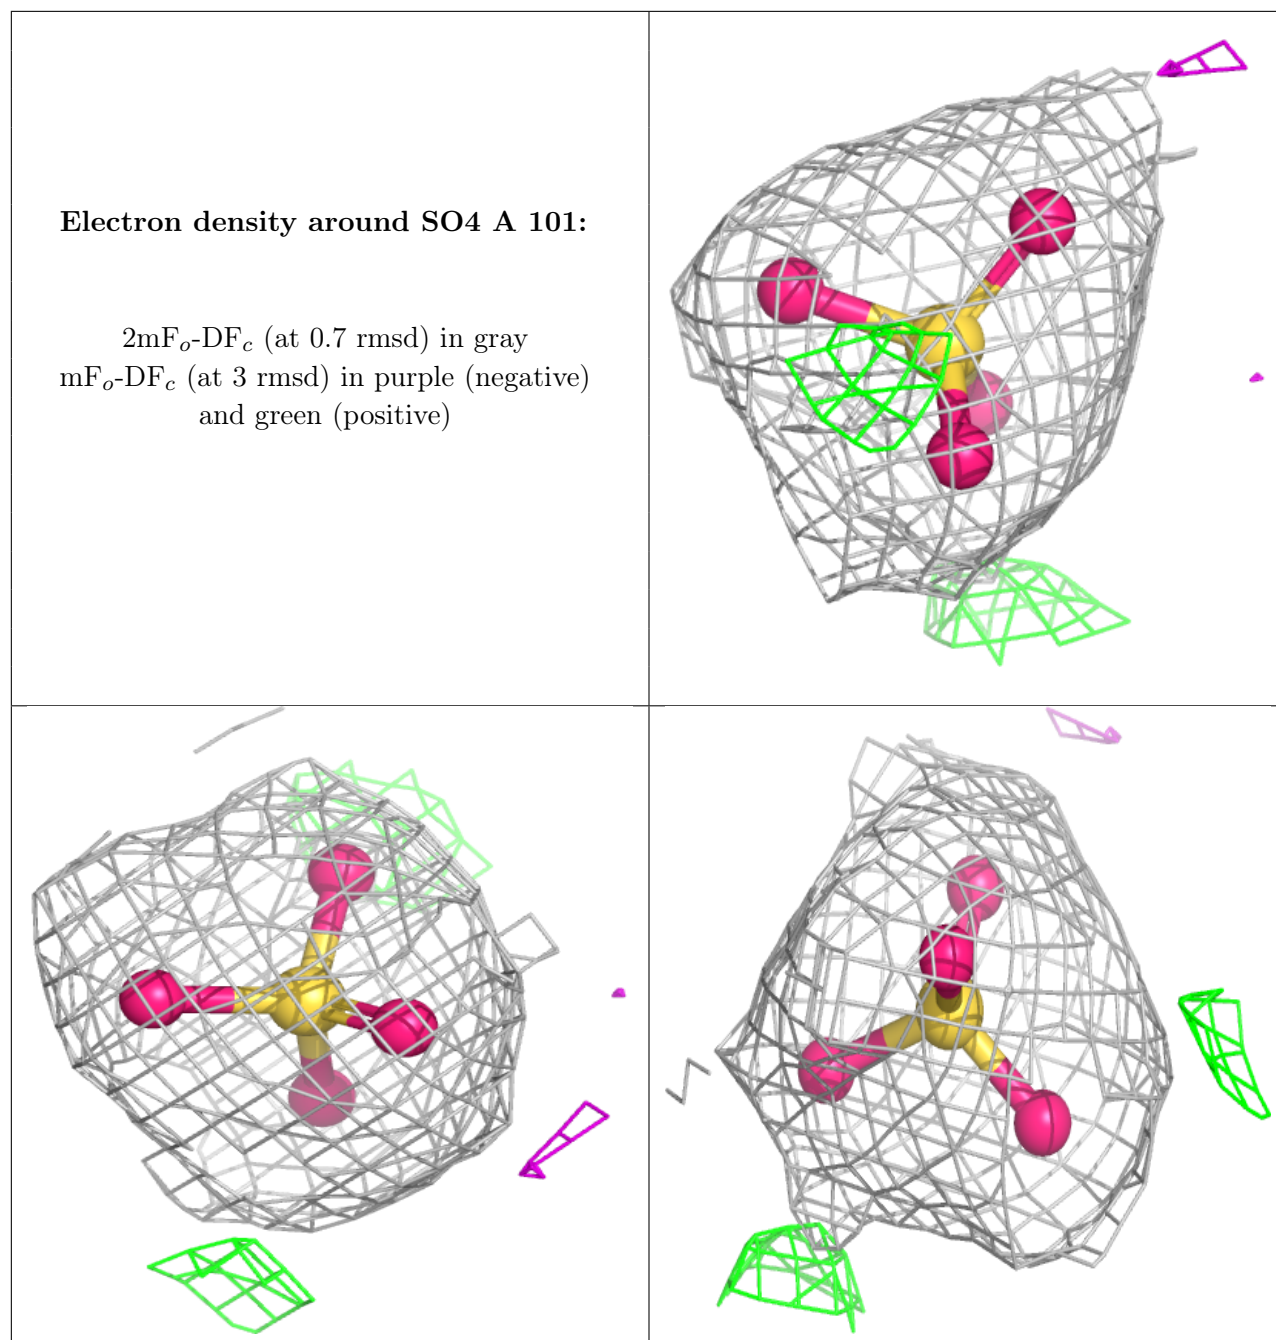 Electron density around SO4 A 101:
2mFₒ-DF𝒸 (at 0.7 rmsd) in gray
mFₒ-DF𝒸 (at 3 rmsd) in purple (negative)
and green (positive)